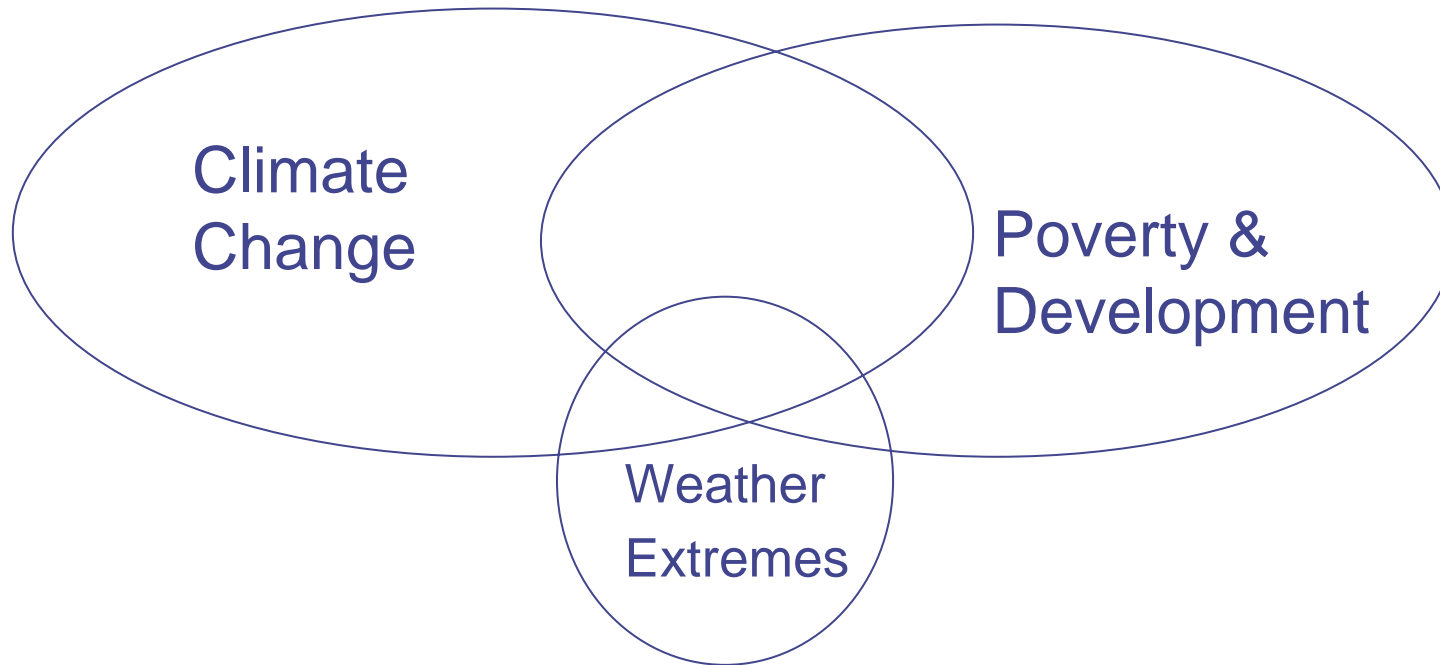 Climate
Change
Poverty &
Development
Weather
Extremes